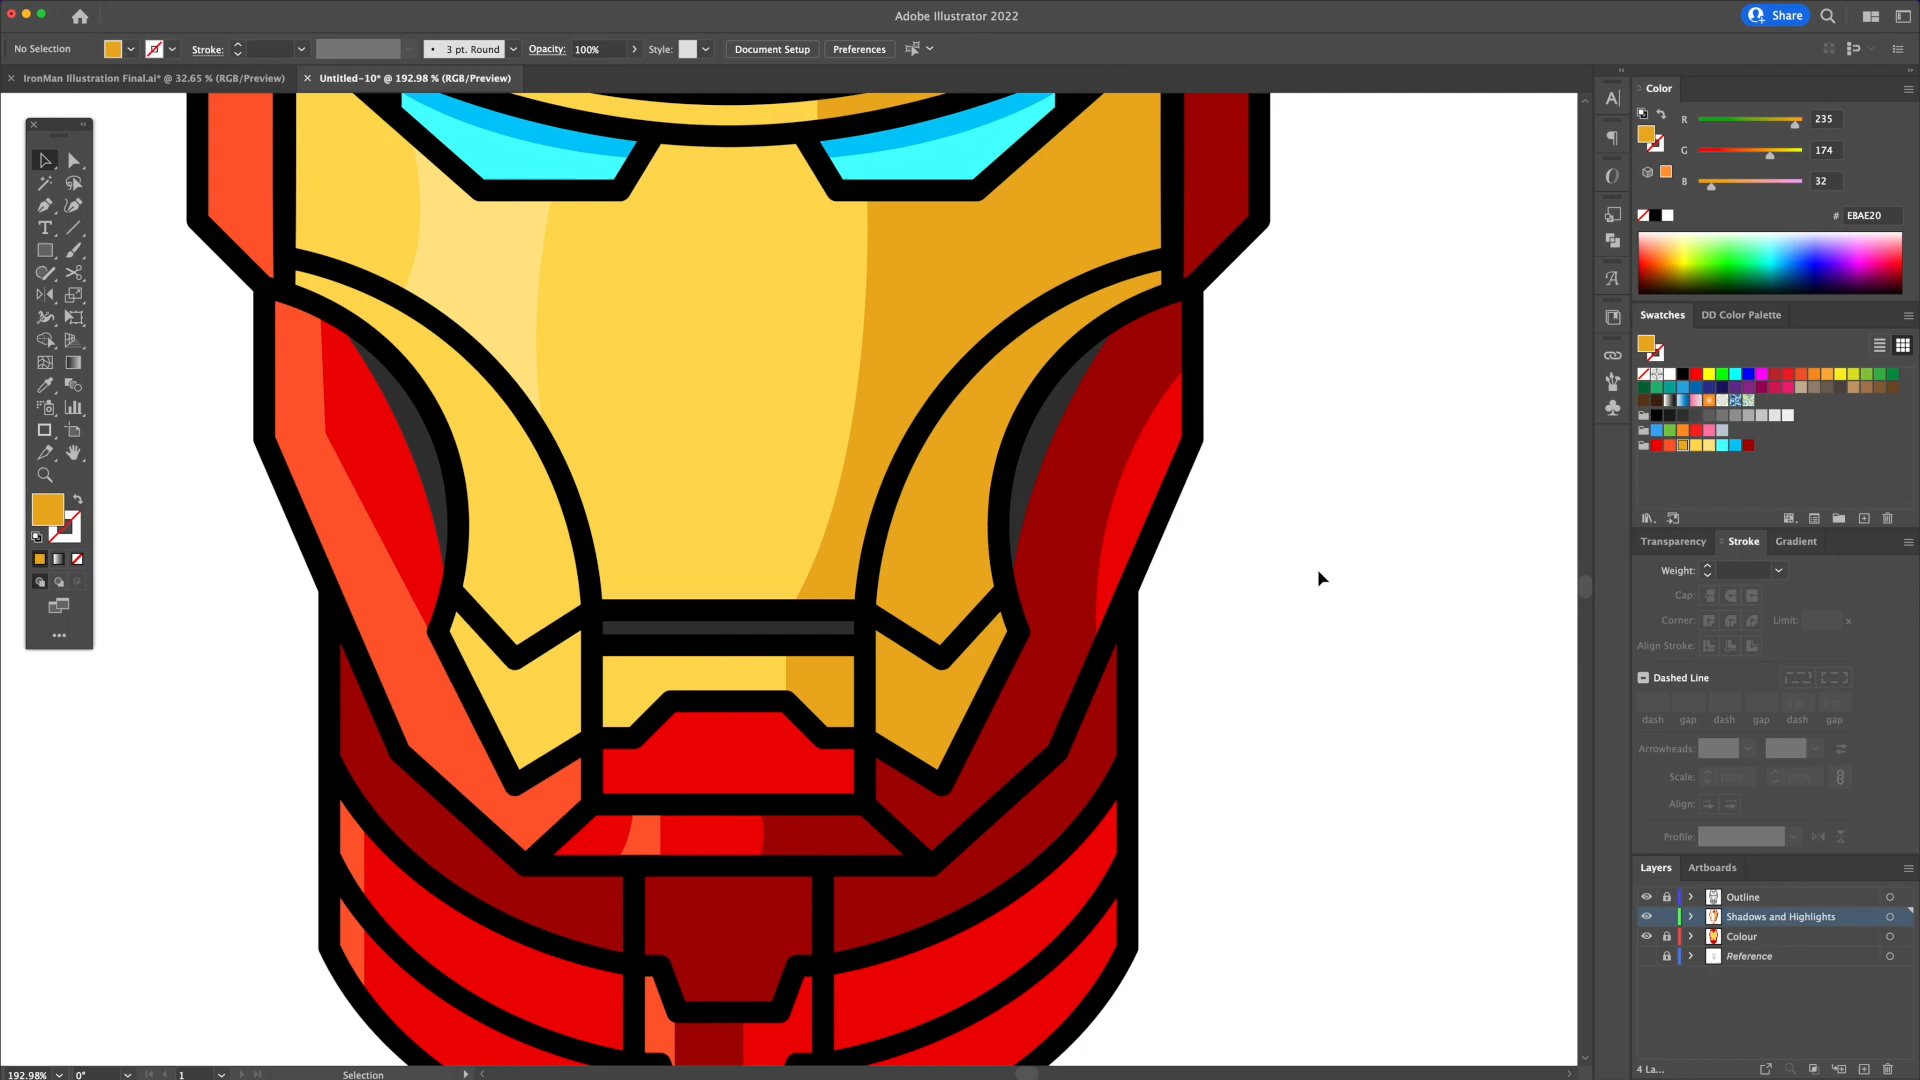 Adobe Illustrator 2022
Share
No Selection
Stroke:
3 pt. Round
Opacity:
100%
Style:
Document Setup
Preferences
IronMan Illustration Final.ai* @ 32.65 % (RGB/Preview)
Untitled-10* @ 192.98 % (RGB/Preview)
Color
R
235
G
174
B
32
# EBAE20
Swatches
DD Color Palette
Transparency
Stroke
Gradient
Weight:
Cap:
Corner:
Limit:
x
Align Stroke:
Dashed Line
dash
gap
dash
gap
dash
gap
Arrowheads:
Scale:
100%
100%
Align:
Profile:
Layers
Artboards
Outline
Shadows and Highlights
Colour
Reference
4 La...
192.98%
0°
1
Selection